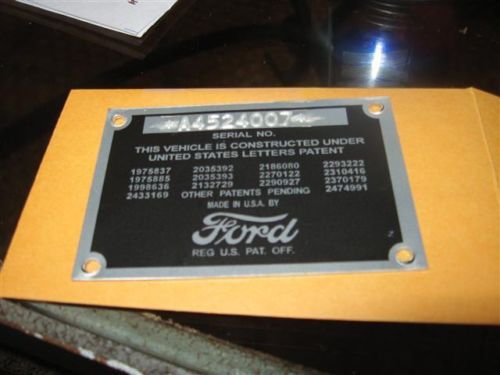 *A4524007*
SERIAL NO.
THIS VEHICLE IS CONSTRUCTED UNDER
UNITED STATES LETTERS PATENT
1975837 2035392 2186080 2293222
1975885 2035393 2270122 2310416
1998636 2132729 2290927 2370179
2433169 OTHER PATENTS PENDING 2474991
MADE IN U.S.A. BY
Ford
REG U.S. PAT. OFF.
Z